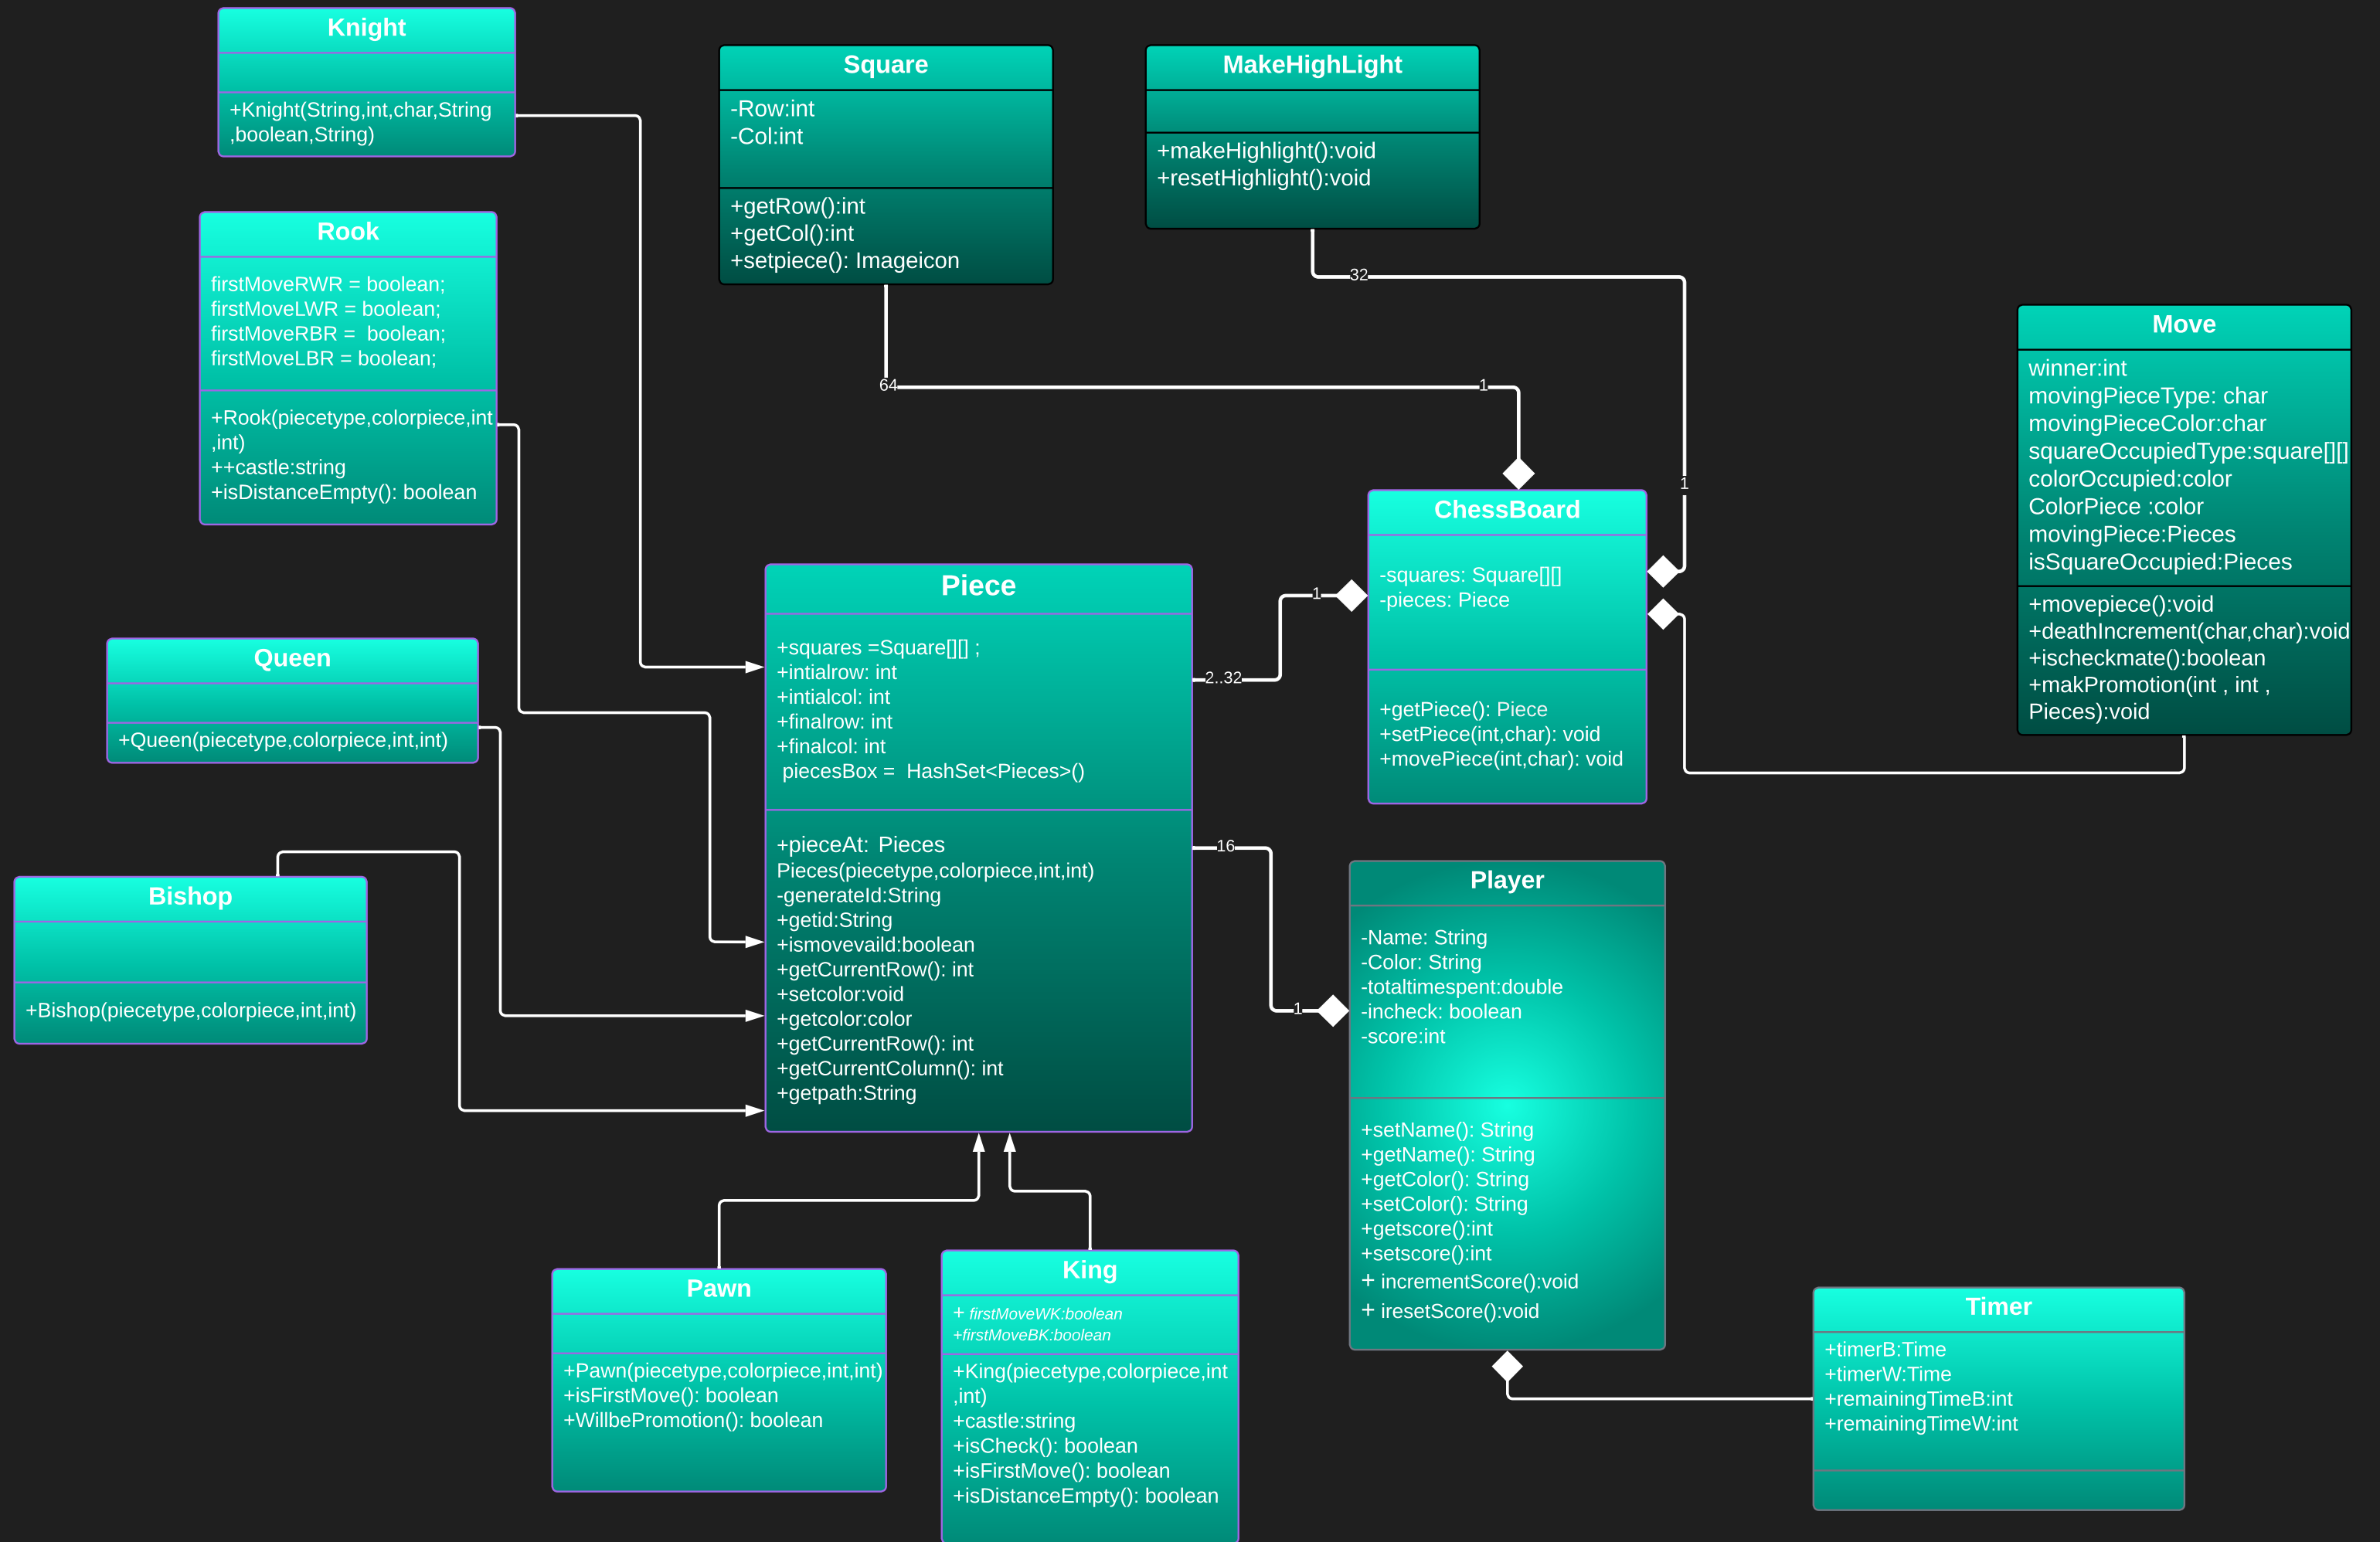 Knight
+Knight(String,int,char,String
,boolean,String)
Square
-Row:int
-Col:int
+getRow():int
+getCol():int
+setpiece(): Imageicon
MakeHighLight
+makeHighlight():void
+resetHighlight():void
Rook
firstMoveRWR = boolean;
firstMoveLWR = boolean;
firstMoveRBR =  boolean;
firstMoveLBR = boolean;
+Rook(piecetype,colorpiece,int
,int)
++castle:string
+isDistanceEmpty(): boolean
32
64
1
1
Move
winner:int
movingPieceType: char
movingPieceColor:char
squareOccupiedType:square[][]
colorOccupied:color
ColorPiece :color
movingPiece:Pieces
isSquareOccupied:Pieces
+movepiece():void
+deathIncrement(char,char):void
+ischeckmate():boolean
+makPromotion(int , int ,
Pieces):void
ChessBoard
-squares: Square[][]
-pieces: Piece
+getPiece(): Piece
+setPiece(int,char): void
+movePiece(int,char): void
Piece
+squares =Square[][] ;
+intialrow: int
+intialcol: int
+finalrow: int
+finalcol: int
piecesBox =  HashSet<Pieces>()
+pieceAt: Pieces
Pieces(piecetype,colorpiece,int,int)
-generateId:String
+getid:String
+ismovevaild:boolean
+getCurrentRow(): int
+setcolor:void
+getcolor:color
+getCurrentRow(): int
+getCurrentColumn(): int
+getpath:String
1
2..32
16
1
Queen
+Queen(piecetype,colorpiece,int,int)
Bishop
+Bishop(piecetype,colorpiece,int,int)
Player
-Name: String
-Color: String
-totaltimespent:double
-incheck: boolean
-score:int
+setName(): String
+getName(): String
+getColor(): String
+setColor(): String
+getscore():int
+setscore():int
+ incrementScore():void
+ iresetScore():void
Pawn
+Pawn(piecetype,colorpiece,int,int)
+isFirstMove(): boolean
+WillbePromotion(): boolean
King
+ firstMoveWK:boolean
+firstMoveBK:boolean
+King(piecetype,colorpiece,int
,int)
+castle:string
+isCheck(): boolean
+isFirstMove(): boolean
+isDistanceEmpty(): boolean
Timer
+timerB:Time
+timerW:Time
+remainingTimeB:int
+remainingTimeW:int